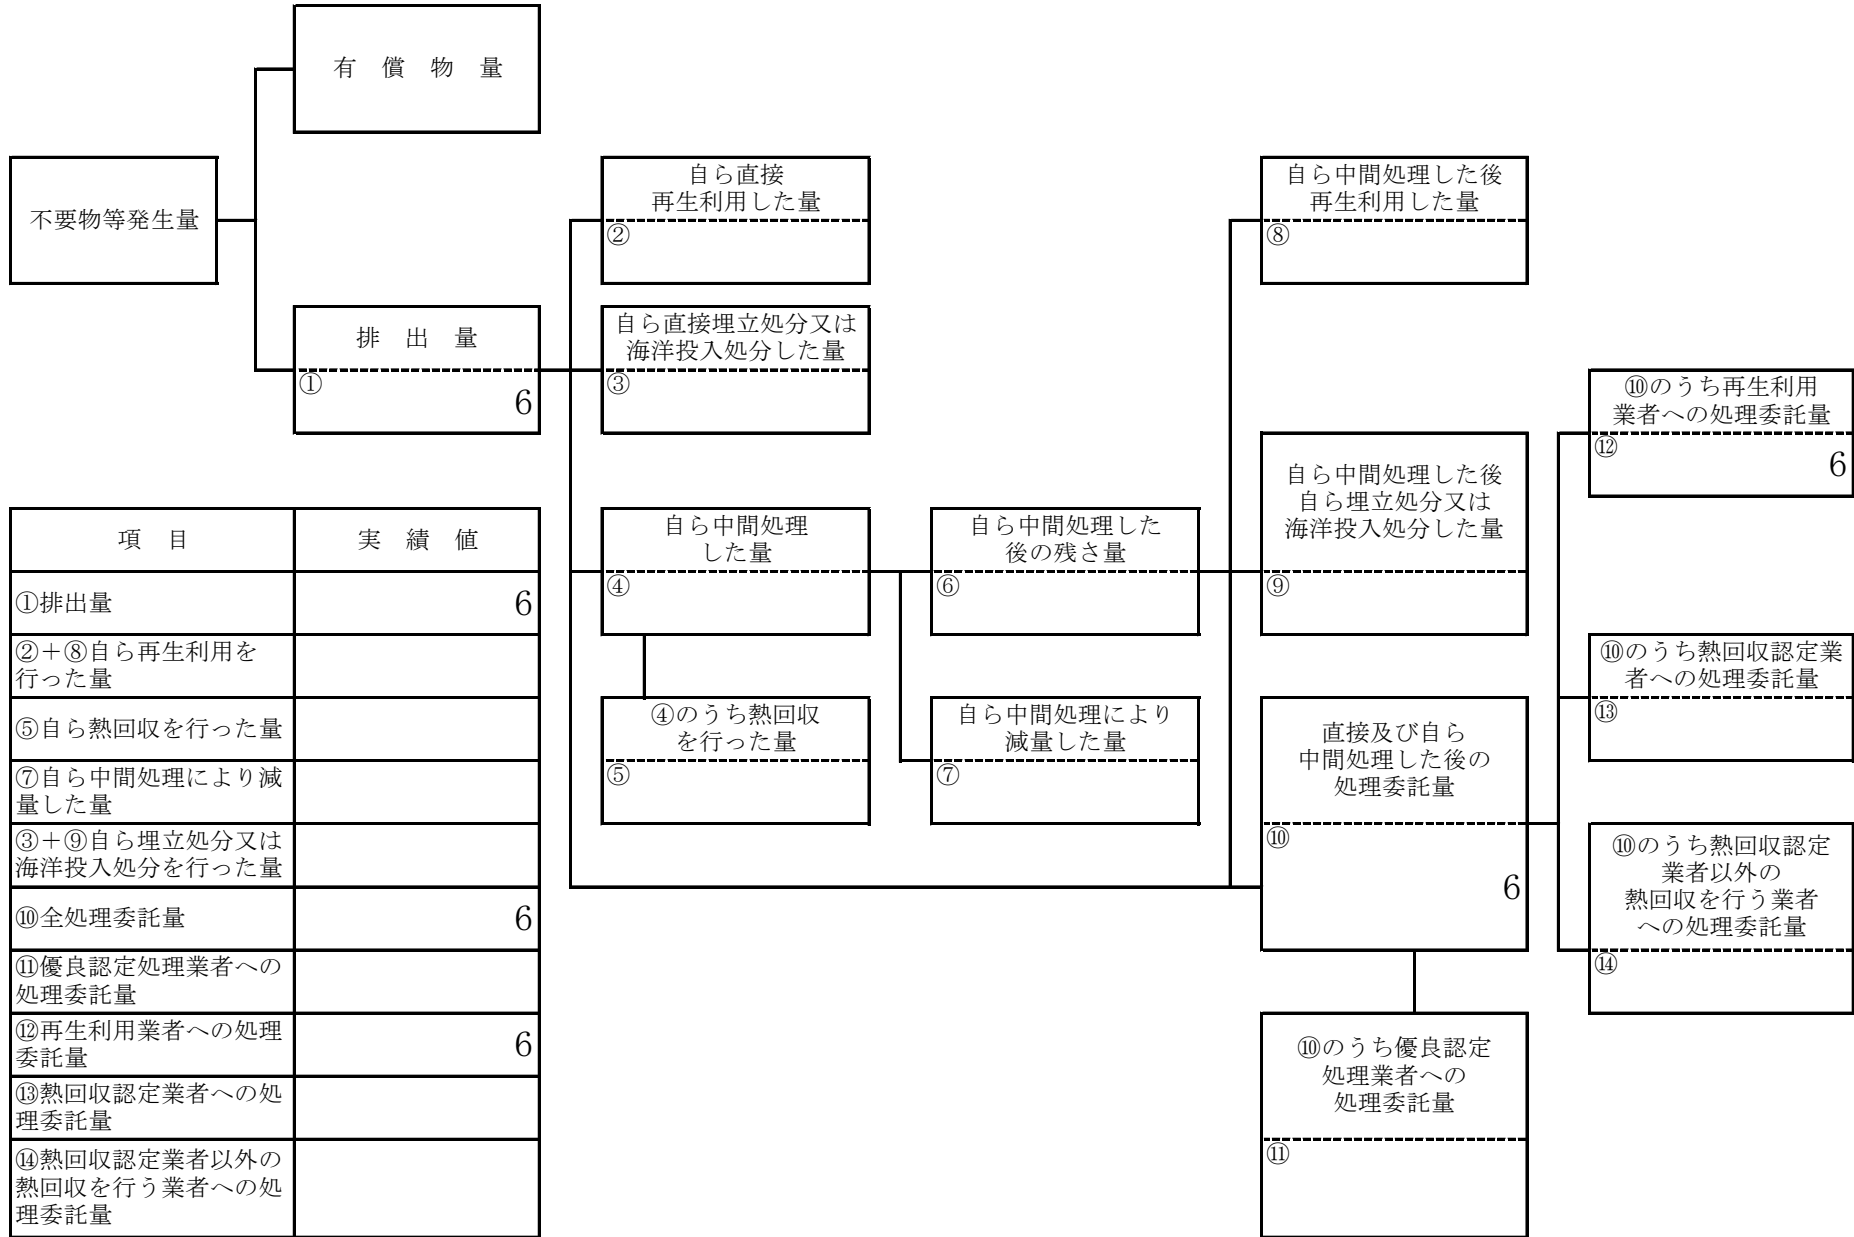 有 償 物 量
不要物等発生量
排 出 量
①
6
自ら直接
再生利用した量
②
自ら直接埋立処分又は
海洋投入処分した量
③
自ら中間処理
した量
④
④のうち熱回収
を行った量
⑤
自ら中間処理した
後の残さ量
⑥
自ら中間処理により
減量した量
⑦
自ら中間処理した後
再生利用した量
⑧
自ら中間処理した後
自ら埋立処分又は
海洋投入処分した量
⑨
直接及び自ら
中間処理した後の
処理委託量
⑩
6
⑩のうち優良認定
処理業者への
処理委託量
⑪
⑩のうち再生利用
業者への処理委託量
⑫
6
⑩のうち熱回収認定業
者への処理委託量
⑬
⑩のうち熱回収認定
業者以外の
熱回収を行う業者
への処理委託量
⑭
項 目 実 績 値
①排出量 6
②＋⑧自ら再生利用を
行った量
⑤自ら熱回収を行った量
⑦自ら中間処理により減
量した量
③＋⑨自ら埋立処分又は
海洋投入処分を行った量
⑩全処理委託量 6
⑪優良認定処理業者への
処理委託量
⑫再生利用業者への処理
委託量 6
⑬熱回収認定業者への処
理委託量
⑭熱回収認定業者以外の
熱回収を行う業者への処
理委託量